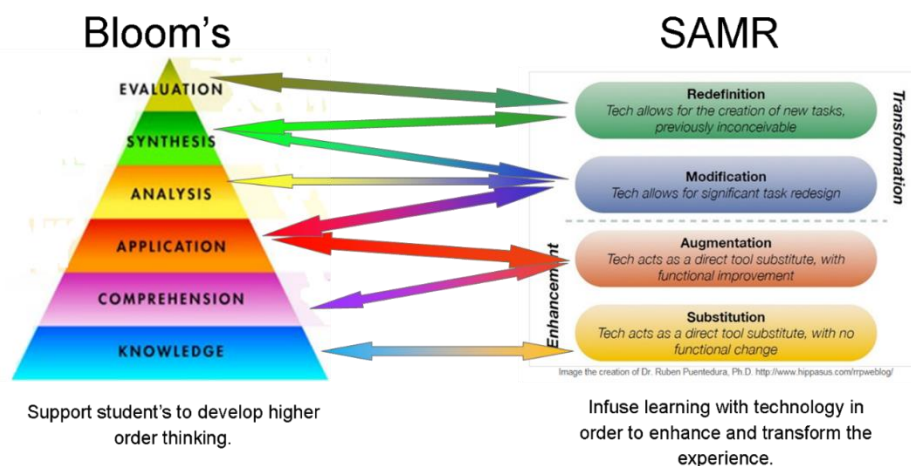 Bloom's
SAMR
EVALUATION
SYNTHESIS
ANALYSIS
APPLICATION
COMPREHENSION
KNOWLEDGE
Support student's to develop higher
order thinking.
Redefinition
Tech allows for the creation of new tasks,
previously inconceivable
Modification
Tech allows for significant task redesign
Transformation
Augmentation
Tech acts as a direct tool substitute, with
functional improvement
Substitution
Tech acts as a direct tool substitute, with no
functional change
Enhancement
Image the creation of Dr. Ruben Puentedura, Ph.D. http://www.hippasus.com/rrpweblog/
Infuse learning with technology in
order to enhance and transform the
experience.